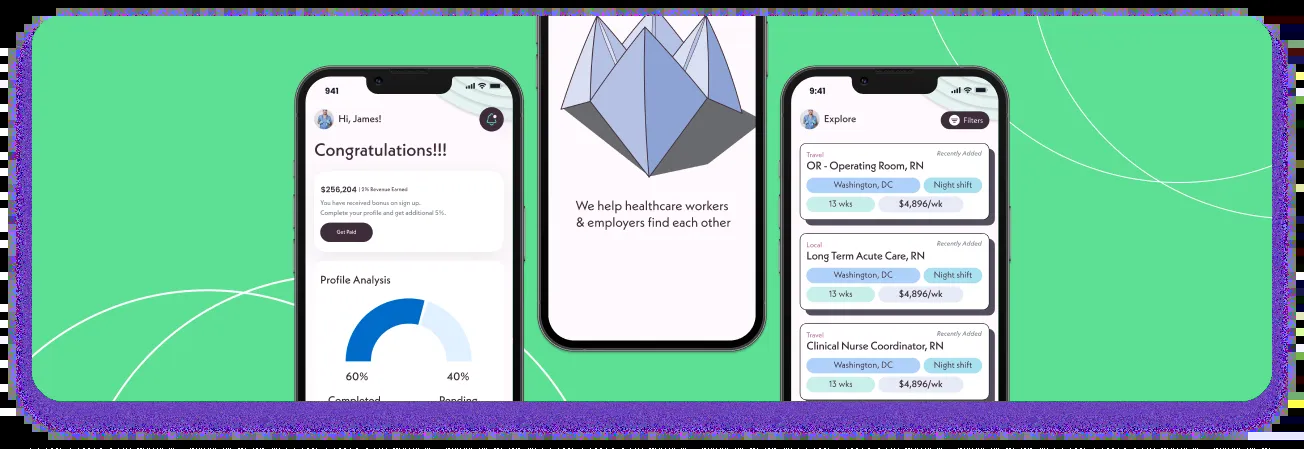 941
Hi, James!
Congratulations!!!
$256,204 | 2% Revenue Earned
You have received bonus on sign up.
Complete your profile and get additional 5%.
Get Paid
Profile Analysis
60%
40%
Completed
Pending
We help healthcare workers
& employers find each other
9:41
Explore
Filters
Travel
Recently Added
OR - Operating Room, RN
Washington, DC
Night shift
13 wks
$4,896/wk
Local
Recently Added
Long Term Acute Care, RN
Washington, DC
Night shift
13 wks
$4,896/wk
Travel
Recently Added
Clinical Nurse Coordinator, RN
Washington, DC
Night shift
13 wks
$4,896/wk